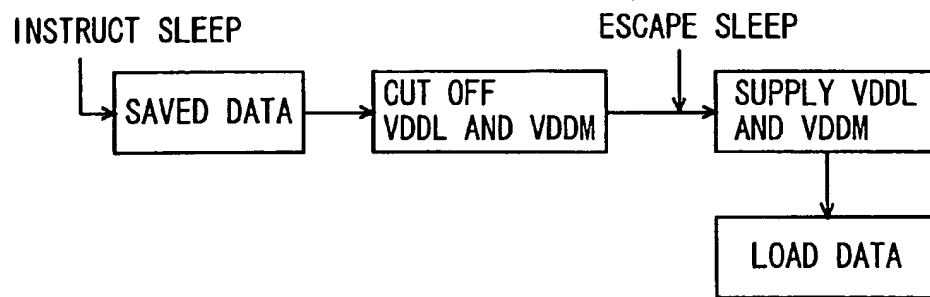 INSTRUCT SLEEP
ESCAPE SLEEP
SAVED DATA
CUT OFF
VDDL AND VDDM
SUPPLY VDDL
AND VDDM
LOAD DATA